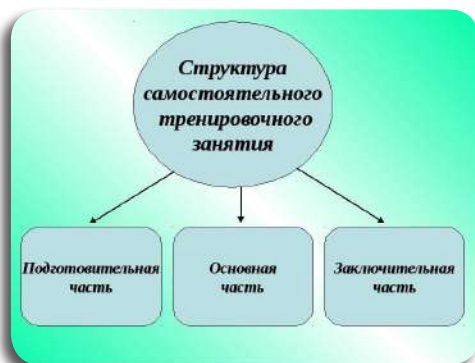 Структура
самостоятельного
тренировочного
занятия
Подготовительная
часть
Основная
часть
Заключительная
часть